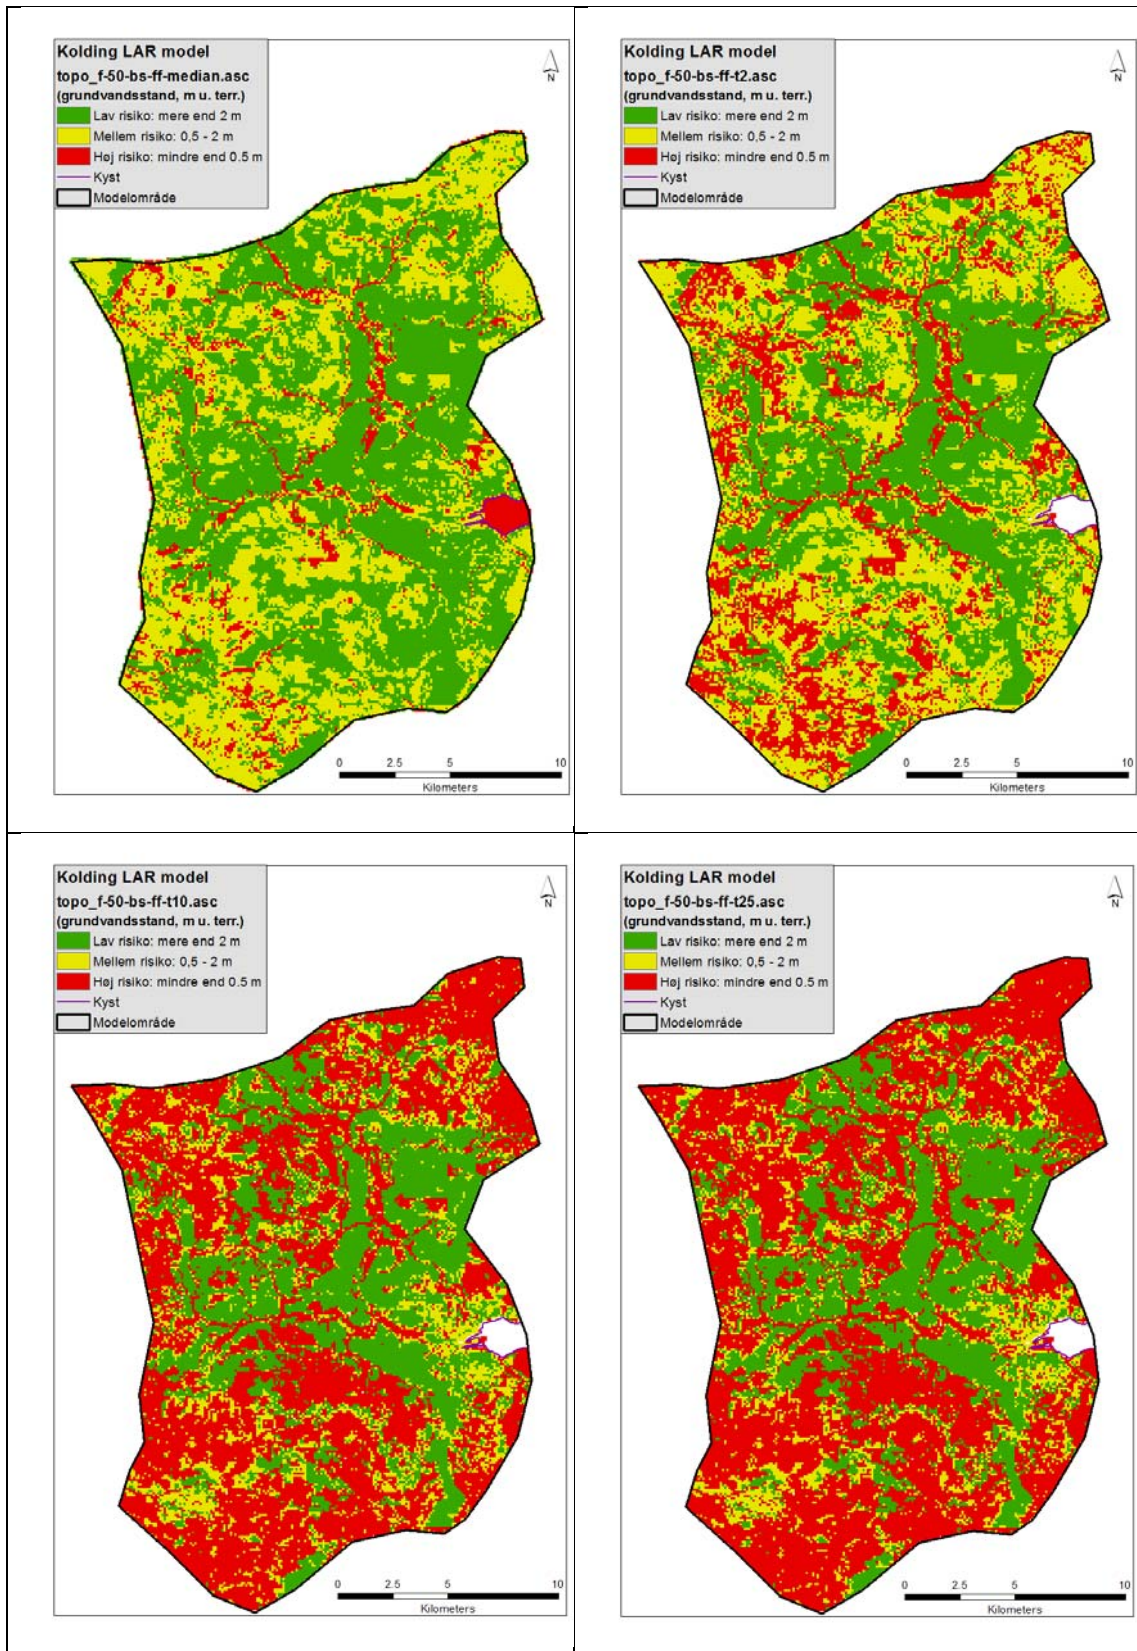 Kolding LAR model
topo_f-50-bs-ff-median.asc
(grundvandsstand, m u. terr.)
Lav risiko: mere end 2 m
Mellem risiko: 0,5 - 2 m
Høj risiko: mindre end 0.5 m
Kyst
Modelområde
N
0 2.5 5 10
Kilometers
Kolding LAR model
topo_f-50-bs-ff-t2.asc
(grundvandsstand, m u. terr.)
Lav risiko: mere end 2 m
Mellem risiko: 0,5 - 2 m
Høj risiko: mindre end 0.5 m
Kyst
Modelområde
N
0 2.5 5 10
Kilometers
Kolding LAR model
topo_f-50-bs-ff-t10.asc
(grundvandsstand, m u. terr.)
Lav risiko: mere end 2 m
Mellem risiko: 0,5 - 2 m
Høj risiko: mindre end 0.5 m
Kyst
Modelområde
N
0 2.5 5 10
Kilometers
Kolding LAR model
topo_f-50-bs-ff-t25.asc
(grundvandsstand, m u. terr.)
Lav risiko: mere end 2 m
Mellem risiko: 0,5 - 2 m
Høj risiko: mindre end 0.5 m
Kyst
Modelområde
N
0 2.5 5 10
Kilometers